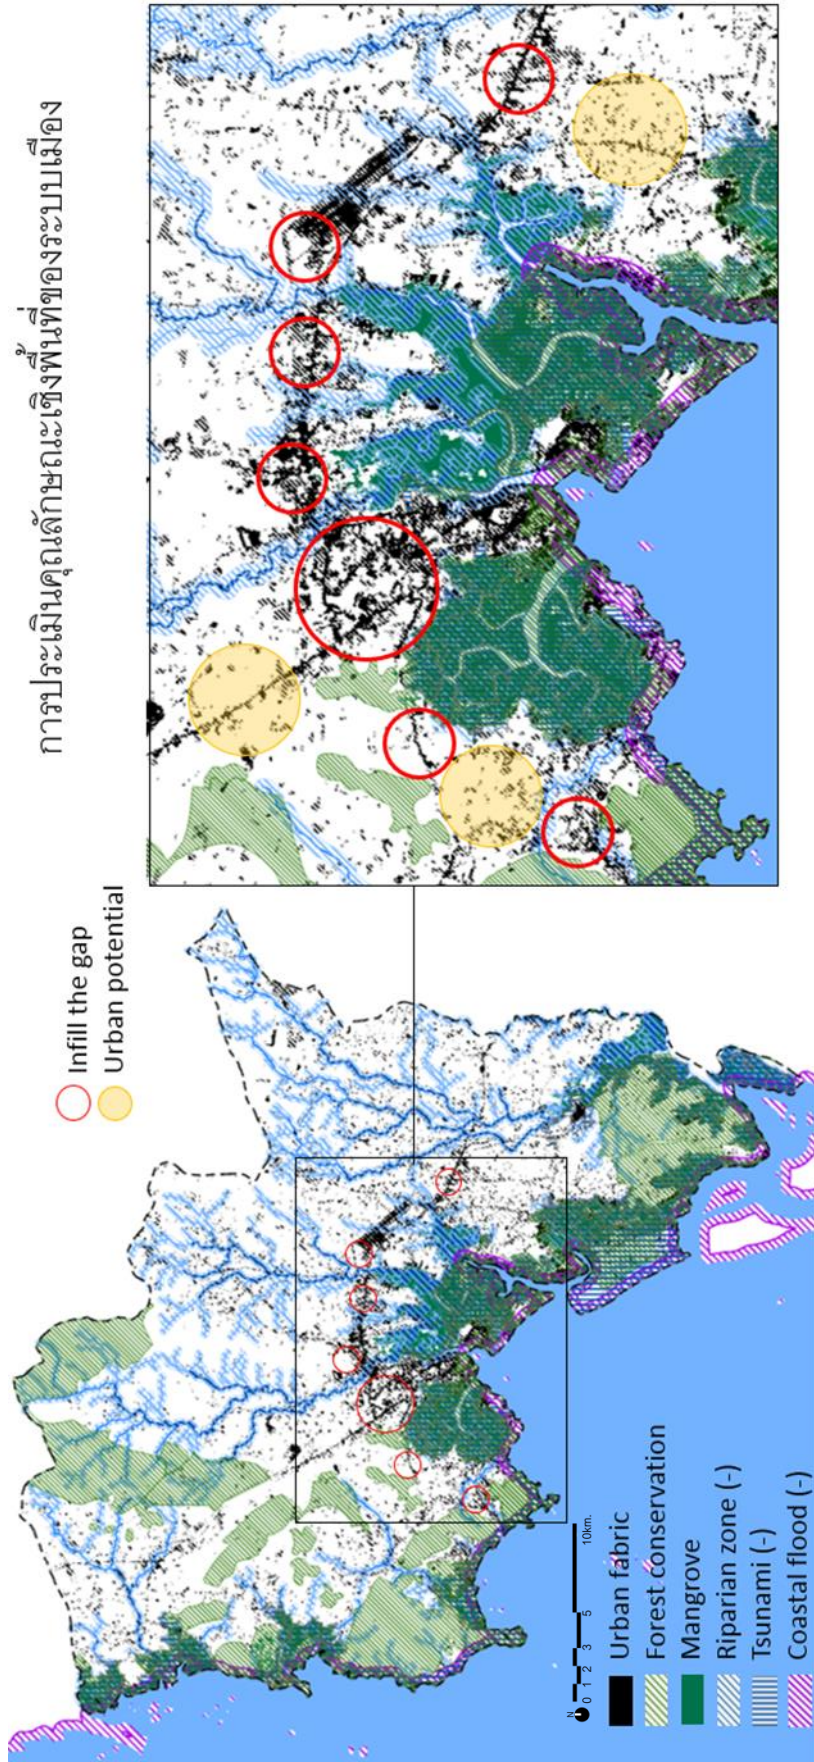 การประเมินคุณลักษณะเชิงพื้นที่ของระบบเมือง
Infill the gap
Urban potential
N
0 1 2 3 5 10km.
Urban fabric
Forest conservation
Mangrove
Riparian zone (-)
Tsunami (-)
Coastal flood (-)